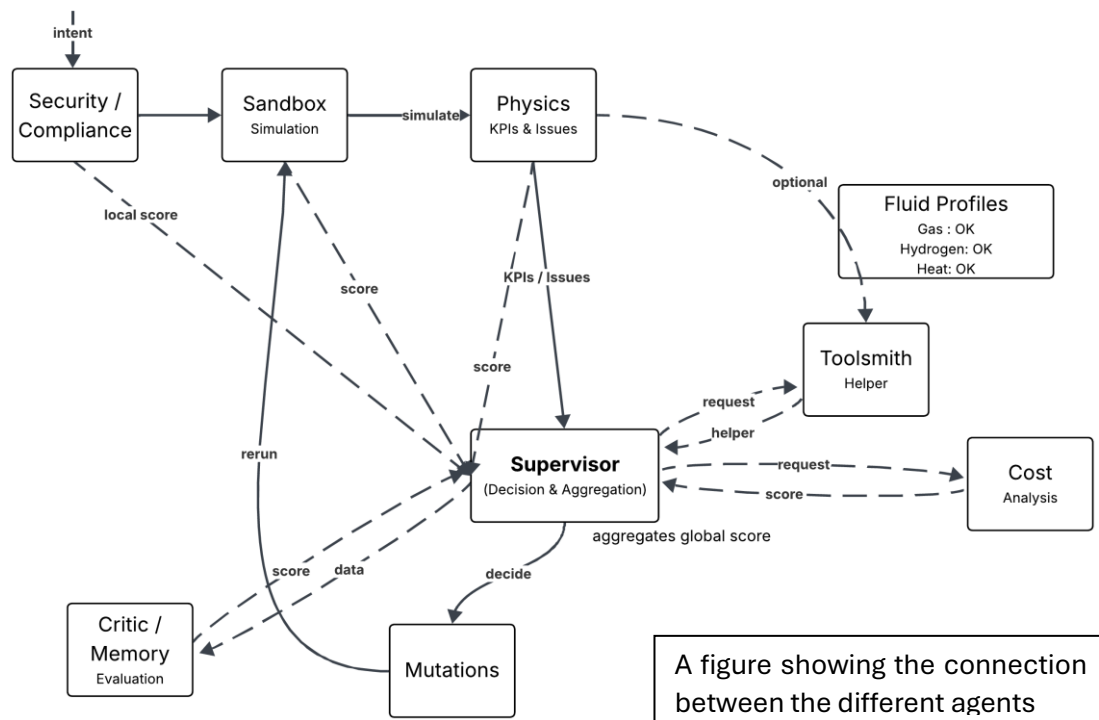 intent
Security /
Compliance
Sandbox
Simulation
simulate
Physics
KPIs & Issues
optional
Fluid Profiles
Gas : OK
Hydrogen: OK
Heat: OK
local score
score
KPIs / Issues
score
Toolsmith
Helper
request
helper
rerun
Supervisor
(Decision & Aggregation)
request
score
Cost
Analysis
aggregates global score
score
data
decide
Critic /
Memory
Evaluation
Mutations
A figure showing the connection
between the different agents